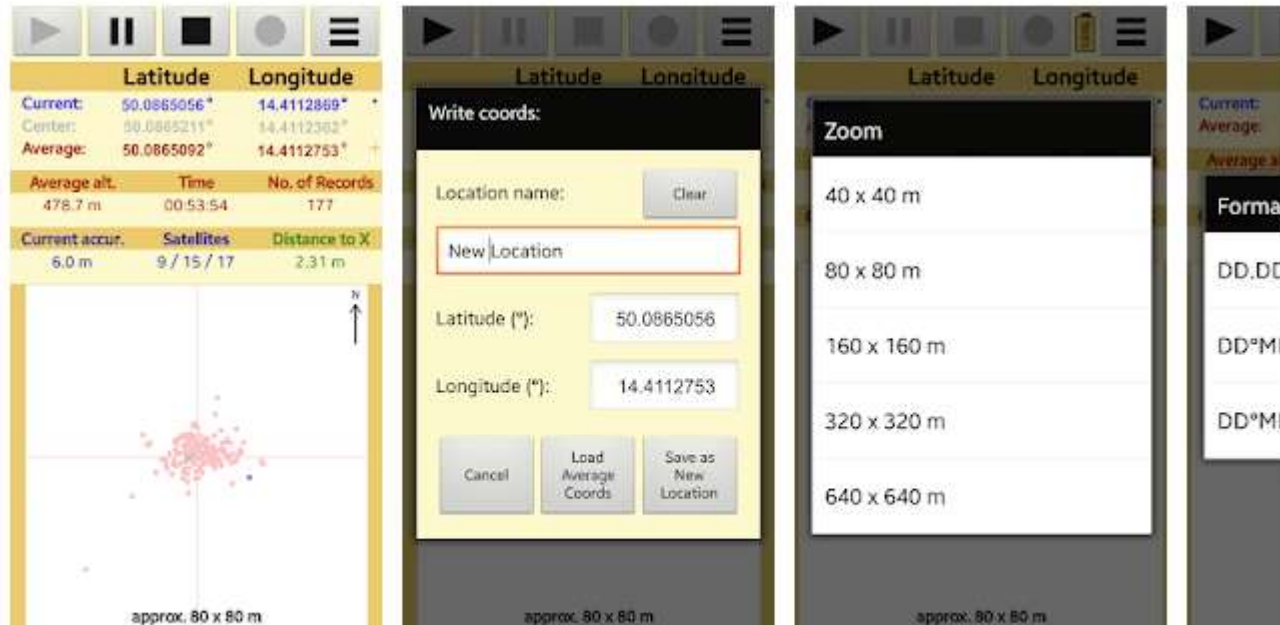 Latitude Longitude
Current: 50.0865056° 14.4112869°
Center: 50.0865211° 14.4112362°
Average: 50.0865092° 14.4112753°
Average alt. Time No. of Records
478.7 m 00:53:54 177
Current accur. Satellites Distance to X
6.0 m 9 / 15 / 17 2.31 m
N
approx. 80 x 80 m
Latitude Longitude
Write coords:
Location name: Clear
New Location
Latitude (°): 50.0865056
Longitude (°): 14.4112753
Cancel
Load
Average
Coords
Save as
New
Location
approx. 80 x 80 m
Latitude Longitude
Zoom
40 x 40 m
80 x 80 m
160 x 160 m
320 x 320 m
640 x 640 m
approx. 80 x 80 m
Current:
Average:
Average a
Forma
DD.DD
DD°M
DD°M